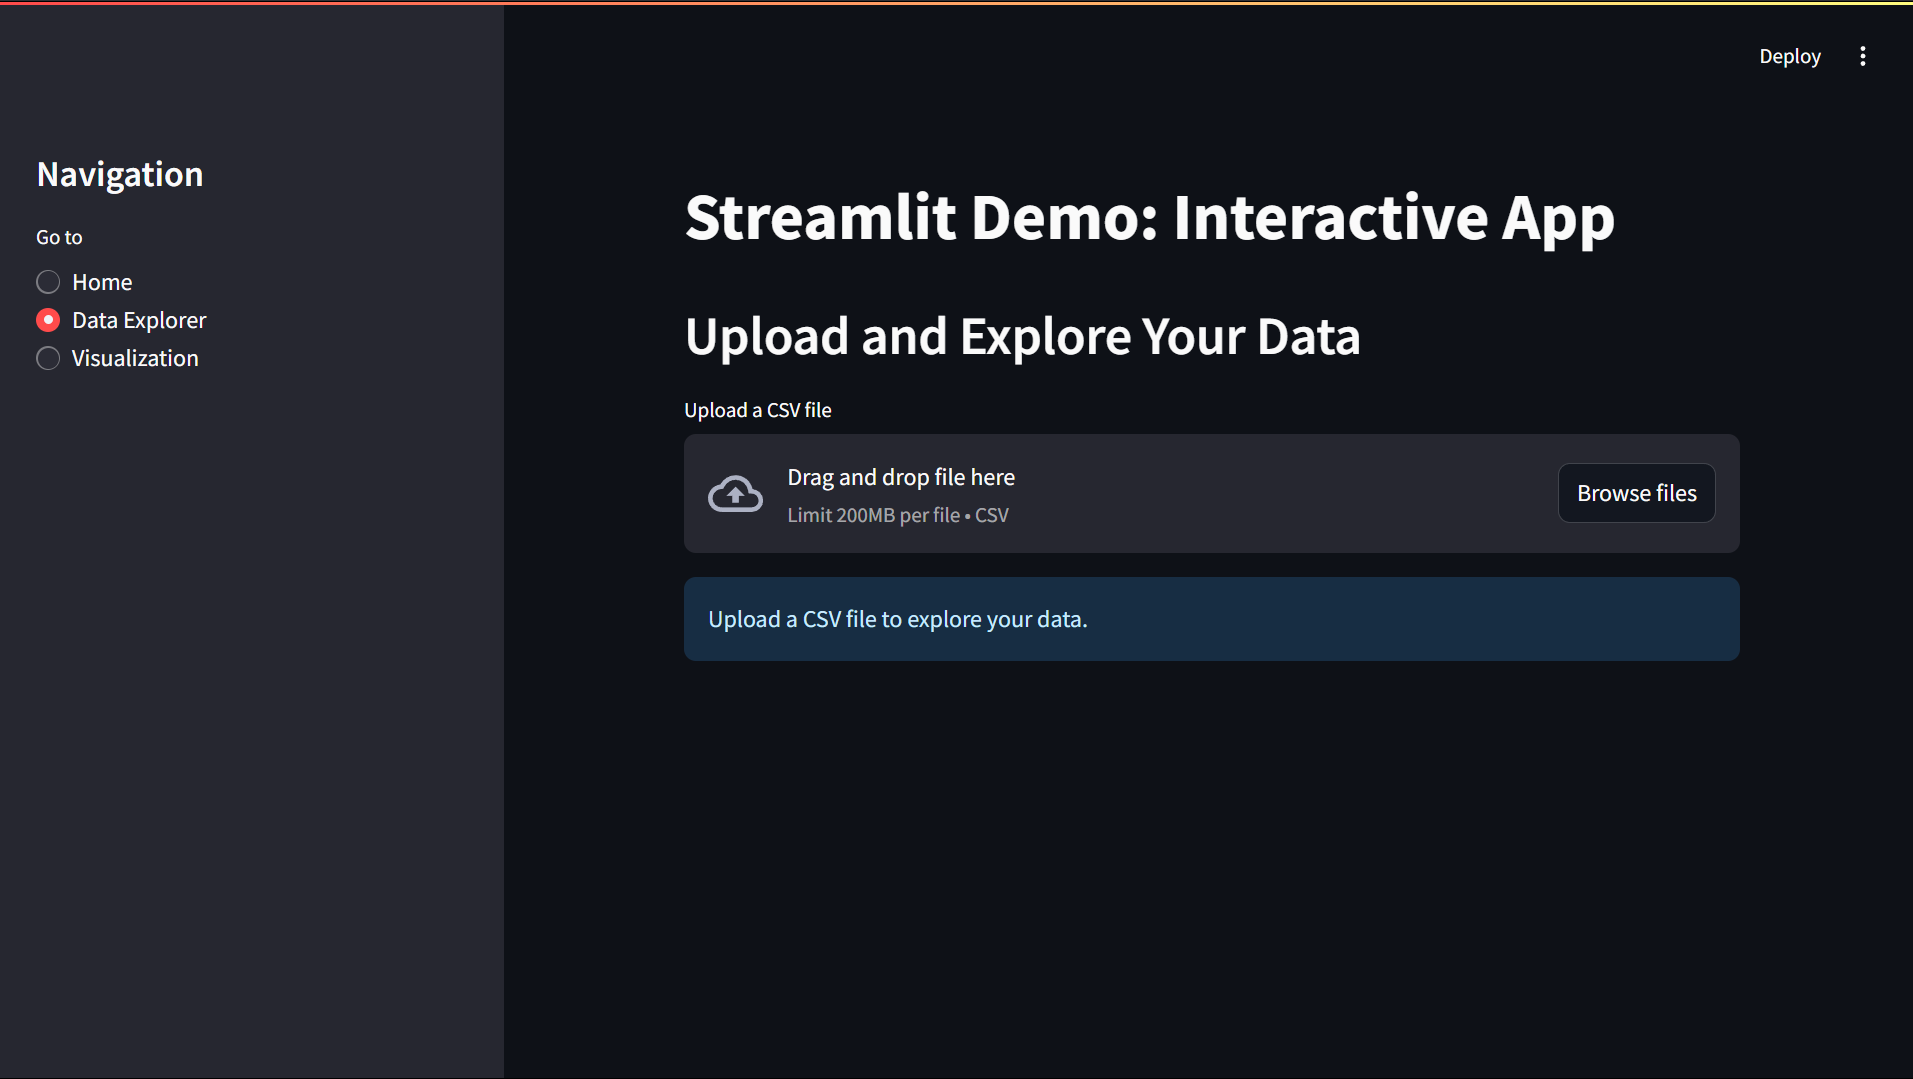 Deploy
Navigation
Go to
Home
Data Explorer
Visualization
Streamlit Demo: Interactive App
Upload and Explore Your Data
Upload a CSV file
Drag and drop file here
Limit 200MB per file • CSV
Browse files
Upload a CSV file to explore your data.